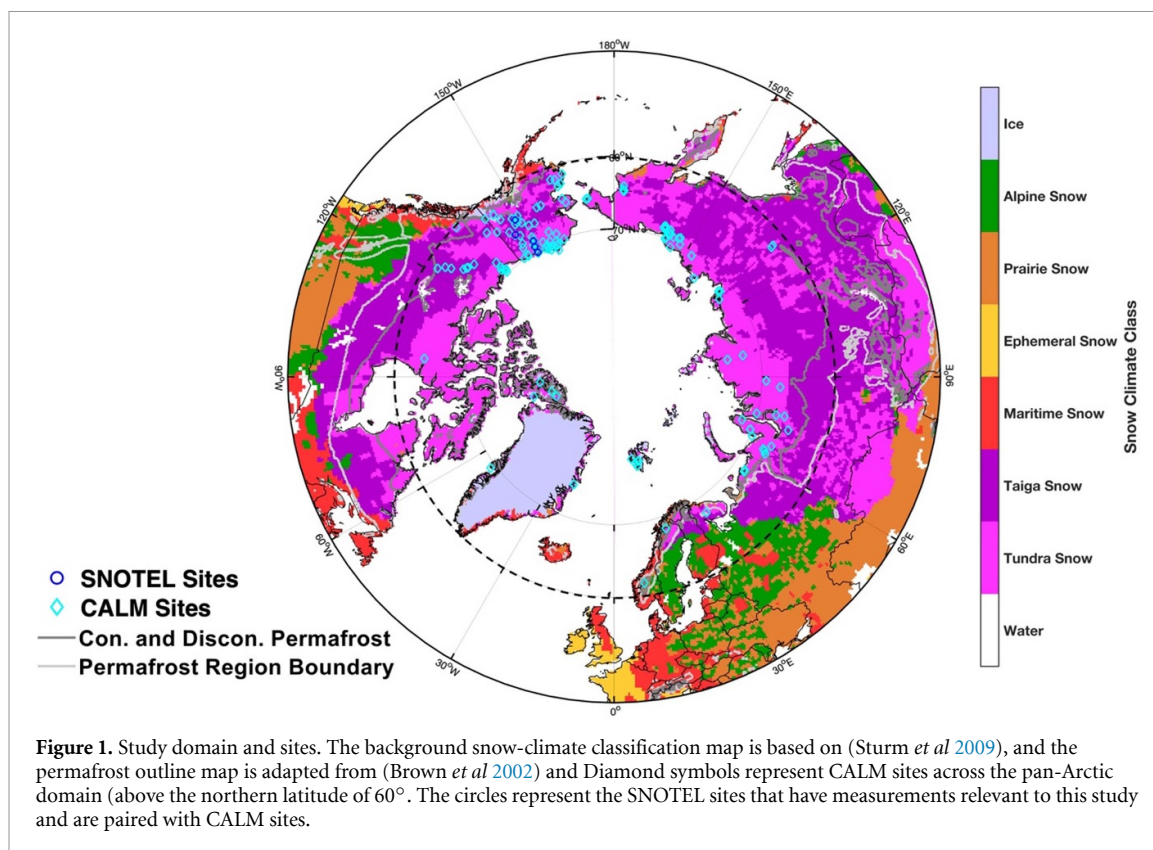 180°W
150°W
150°E
60°N
120°W
120°E
70°N
90°W
90°E
60°W
60°E
30°W
30°E
0°
SNOTEL Sites
CALM Sites
Con. and Discon. Permafrost
Permafrost Region Boundary
Ice
Alpine Snow
Prairie Snow
Ephemeral Snow
Maritime Snow
Taiga Snow
Tundra Snow
Water
Snow Climate Class
Figure 1. Study domain and sites. The background snow-climate classification map is based on (Sturm et al 2009), and the
permafrost outline map is adapted from (Brown et al 2002) and Diamond symbols represent CALM sites across the pan-Arctic
domain (above the northern latitude of 60°. The circles represent the SNOTEL sites that have measurements relevant to this study
and are paired with CALM sites.